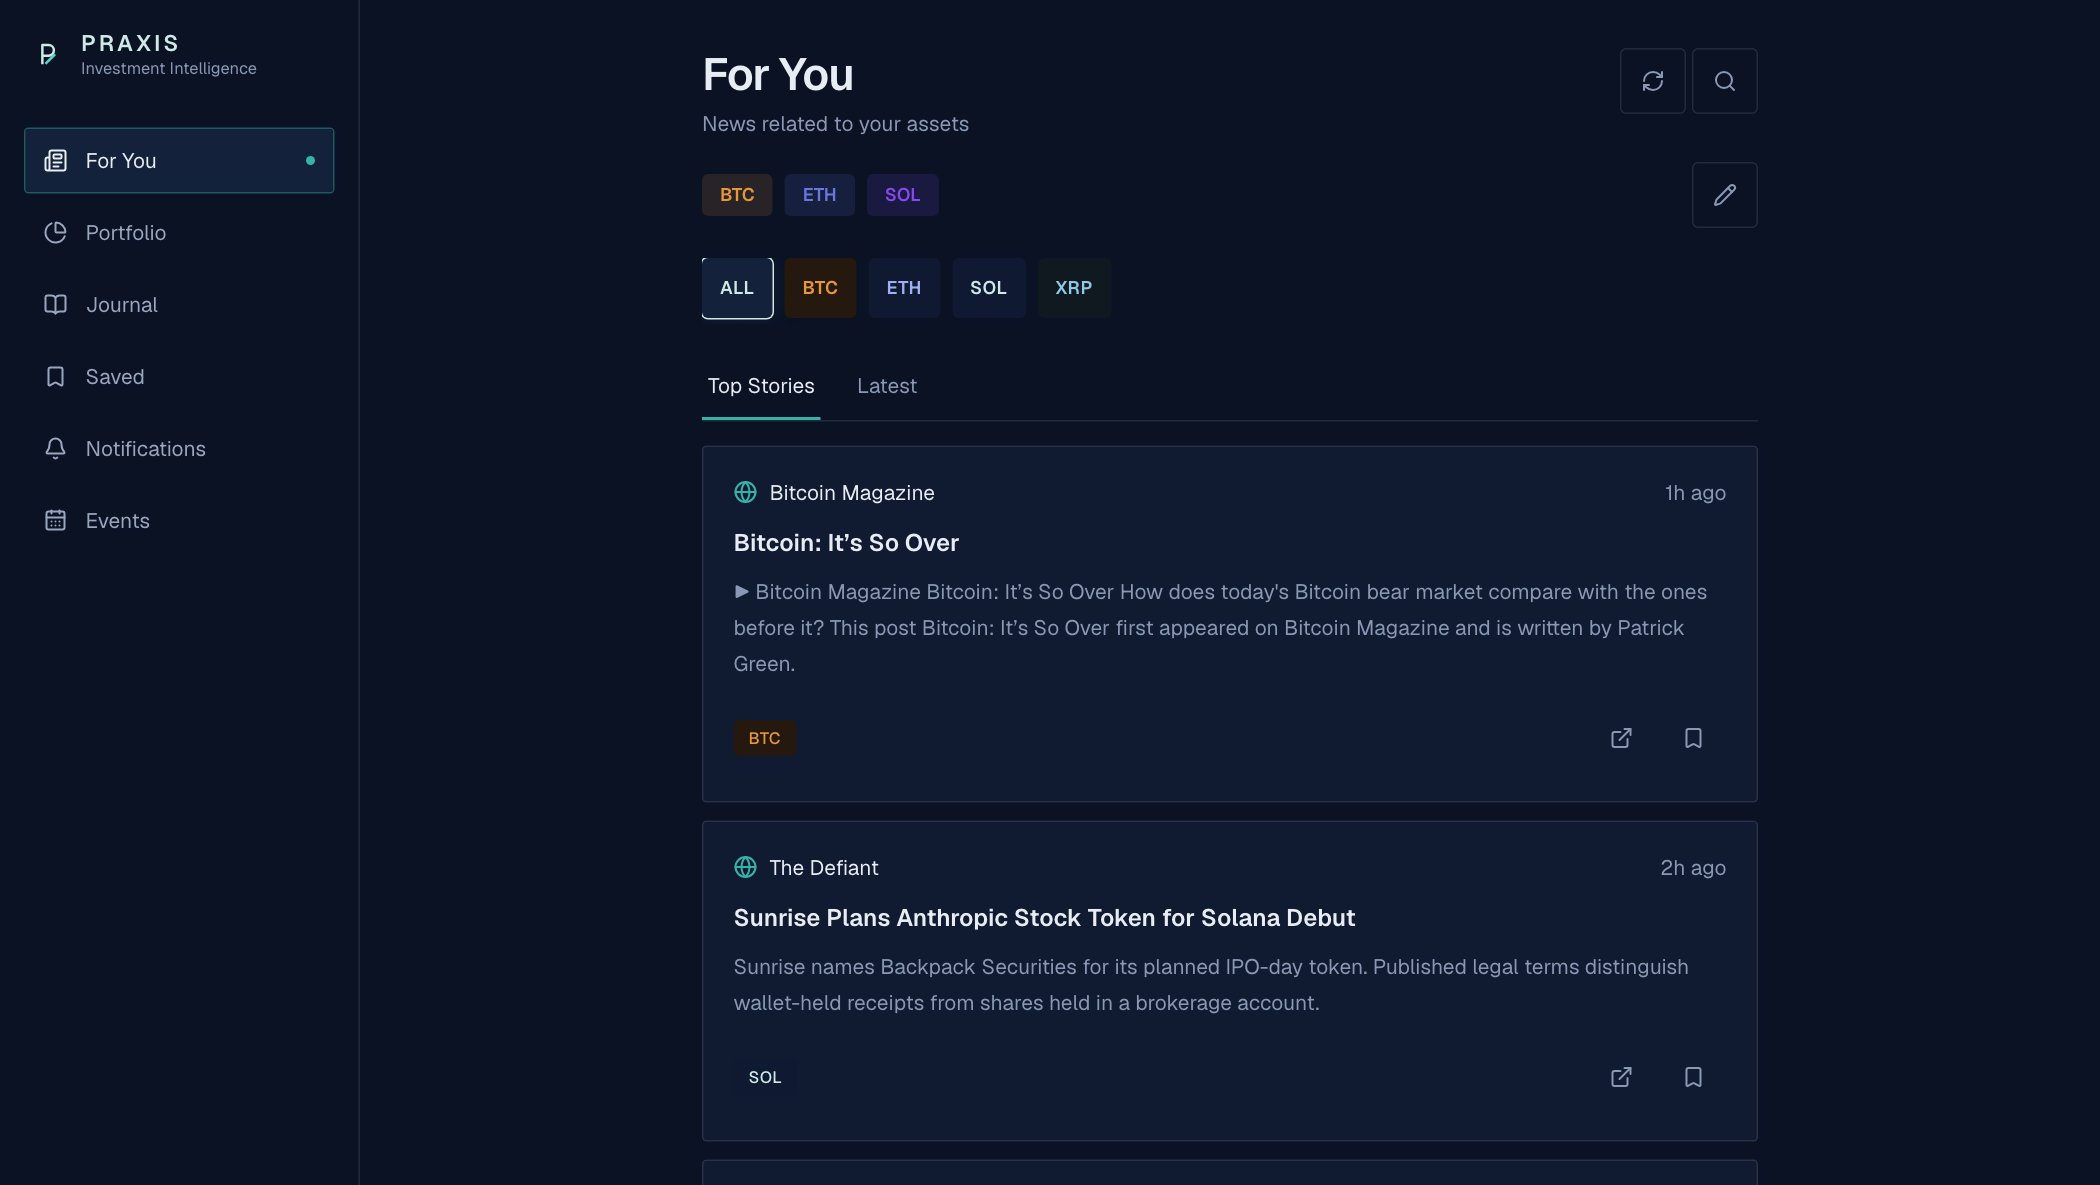 PRAXIS
Investment Intelligence
For You
Portfolio
Journal
Saved
Notifications
Events
For You
News related to your assets
BTC ETH SOL
ALL BTC ETH SOL XRP
Top Stories Latest
Bitcoin Magazine 1h ago
Bitcoin: It’s So Over
► Bitcoin Magazine Bitcoin: It’s So Over How does today's Bitcoin bear market compare with the ones
before it? This post Bitcoin: It’s So Over first appeared on Bitcoin Magazine and is written by Patrick
Green.
BTC
The Defiant 2h ago
Sunrise Plans Anthropic Stock Token for Solana Debut
Sunrise names Backpack Securities for its planned IPO-day token. Published legal terms distinguish
wallet-held receipts from shares held in a brokerage account.
SOL